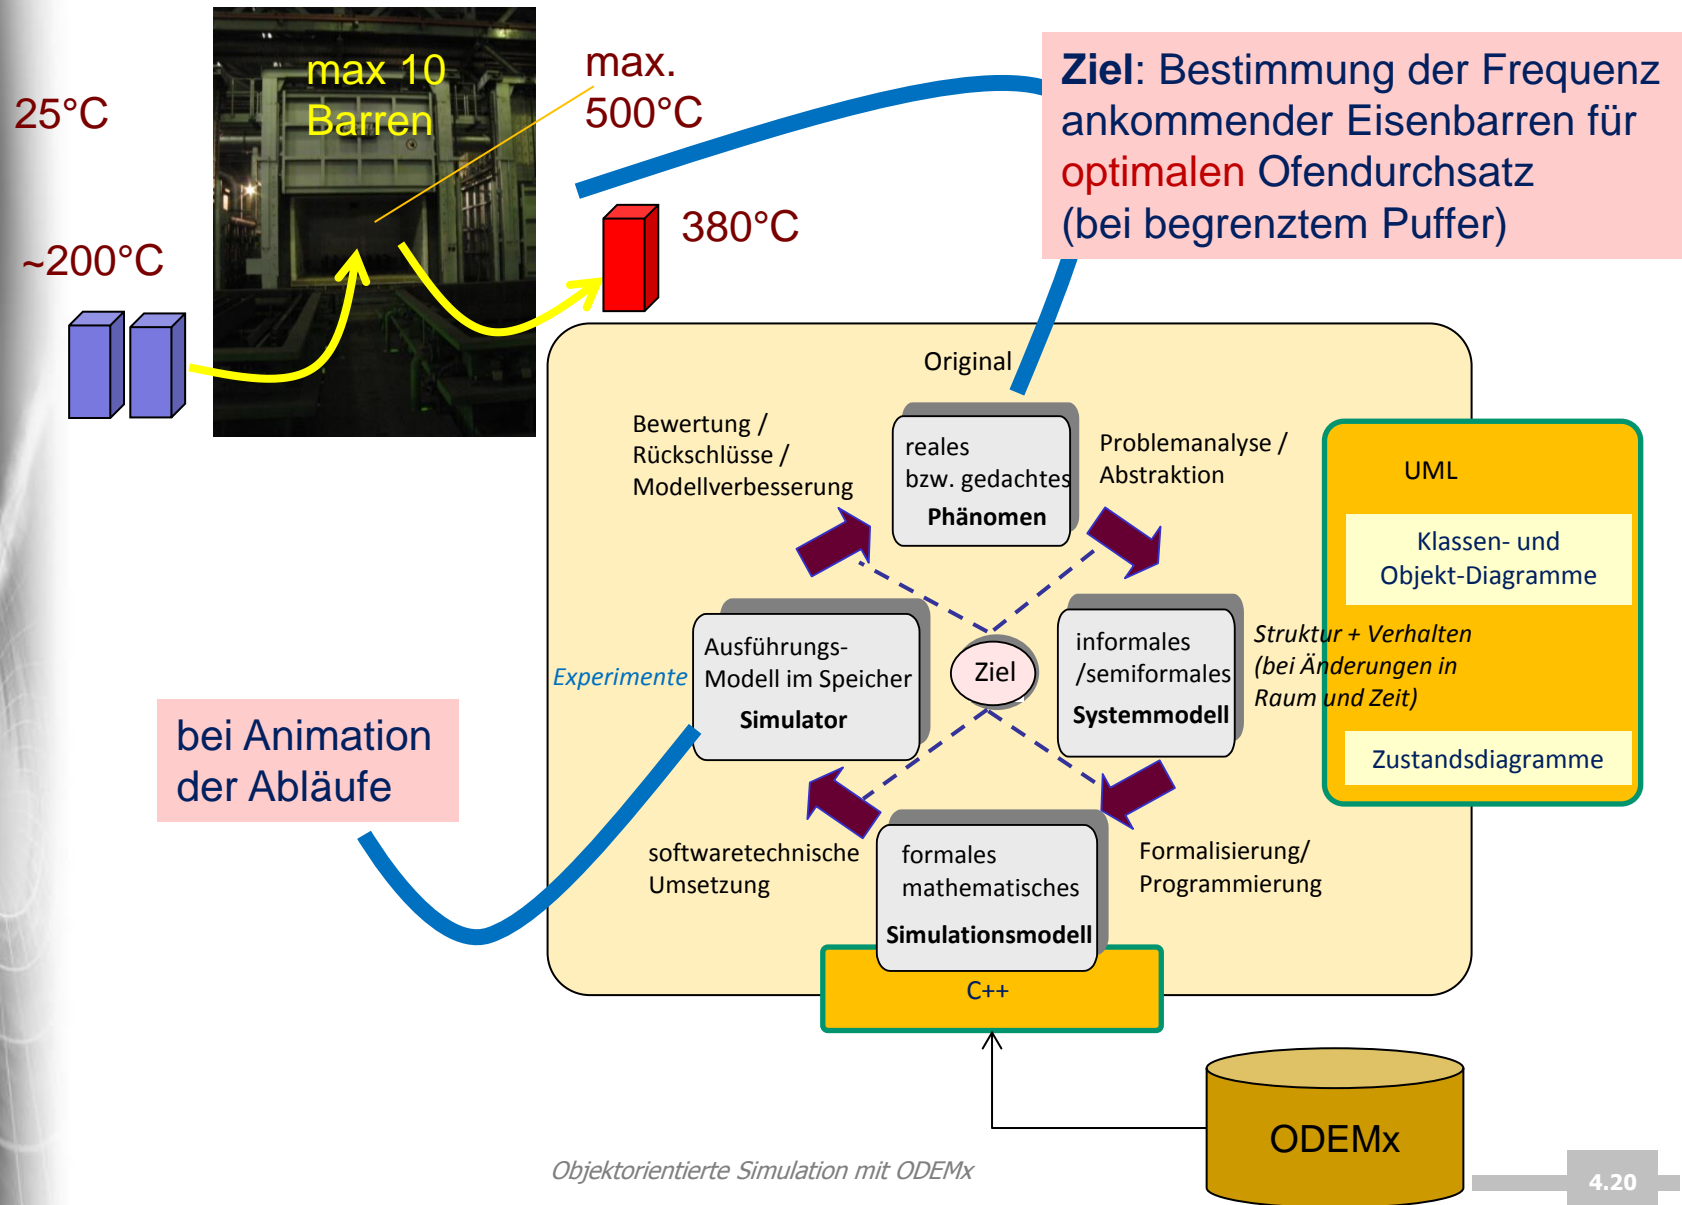 25°C
~200°C
max 10
Barren
max.
500°C
380°C
Ziel: Bestimmung der Frequenz
ankommender Eisenbarren für
optimalen Ofendurchsatz
(bei begrenztem Puffer)
Original
Bewertung /
Rückschlüsse /
Modellverbesserung
reales
bzw. gedachtes
Phänomen
Problemanalyse /
Abstraktion
UML
Klassen- und
Objekt-Diagramme
Experimente
Ausführungs-
Modell im Speicher
Simulator
Ziel
informales
/semiformales
Systemmodell
Struktur + Verhalten
(bei Änderungen in
Raum und Zeit)
Zustandsdiagramme
bei Animation
der Abläufe
softwaretechnische
Umsetzung
formales
mathematisches
Simulationsmodell
Formalisierung/
Programmierung
C++
ODEMx
Objektorientierte Simulation mit ODEMx
4.20